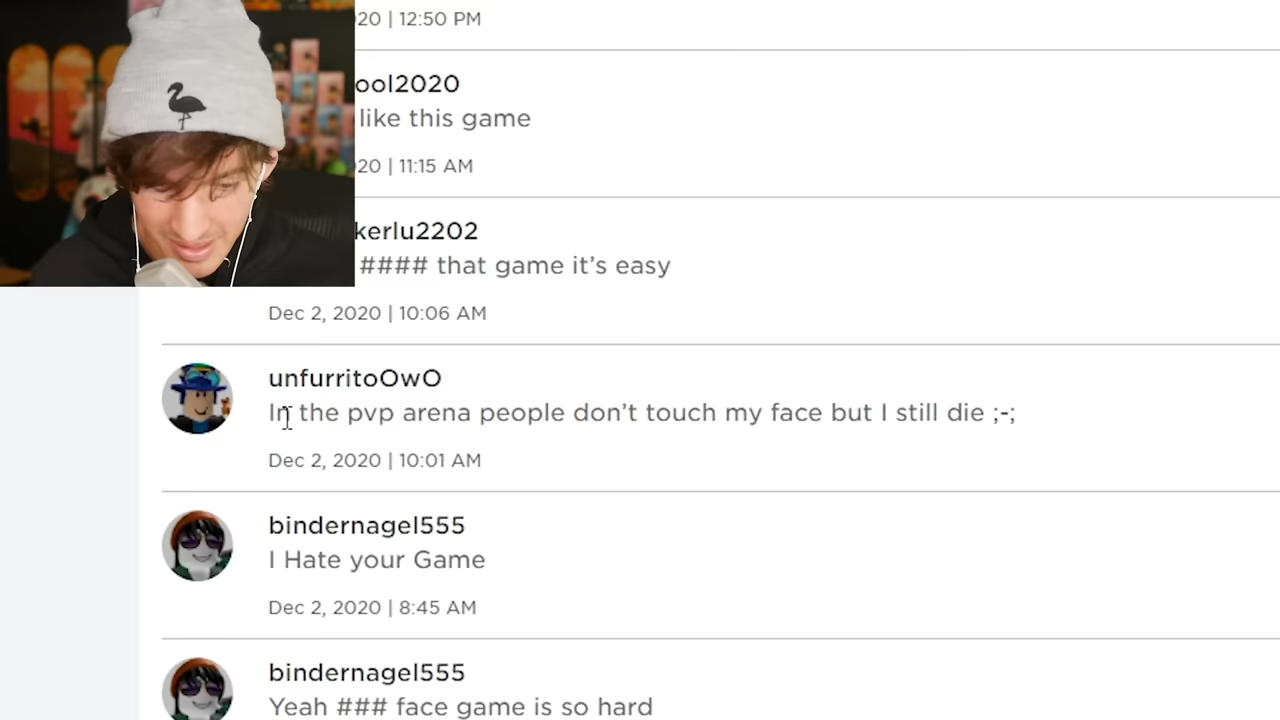 20 | 12:50 PM
ool2020
like this game
20 | 11:15 AM
kerlu2202
#### that game it’s easy
Dec 2, 2020 | 10:06 AM
unfurritoOwO
In the pvp arena people don’t touch my face but I still die ;-;
Dec 2, 2020 | 10:01 AM
bindernagel555
I Hate your Game
Dec 2, 2020 | 8:45 AM
bindernagel555
Yeah ### face game is so hard